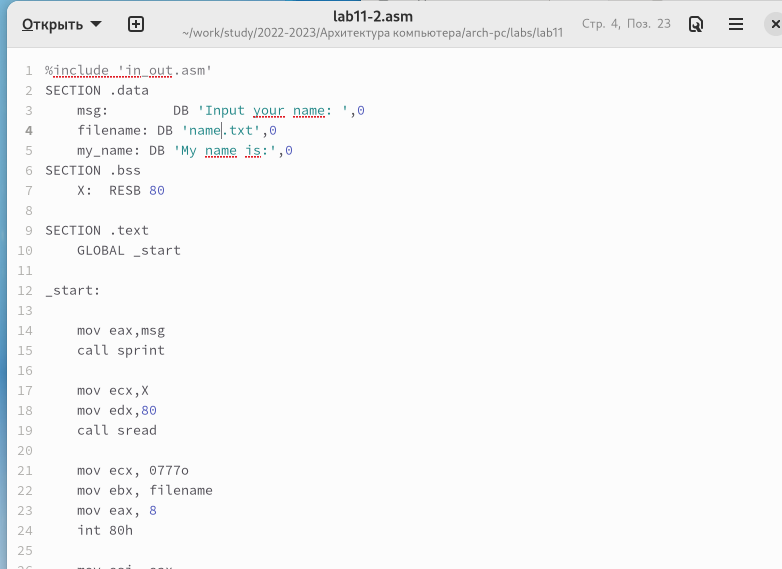 Открыть
lab11-2.asm
~/work/study/2022-2023/Архитектура компьютера/arch-pc/labs/lab11
Стр. 4, Поз. 23
1 %include 'in_out.asm'
2 SECTION .data
3     msg:        DB 'Input your name: ',0
4     filename: DB 'name.txt',0
5     my_name: DB 'My name is:',0
6 SECTION .bss
7     X:  RESB 80
8
9 SECTION .text
10     GLOBAL _start
11
12 _start:
13
14     mov eax,msg
15     call sprint
16
17     mov ecx,X
18     mov edx,80
19     call sread
20
21     mov ecx, 0777o
22     mov ebx, filename
23     mov eax, 8
24     int 80h
25